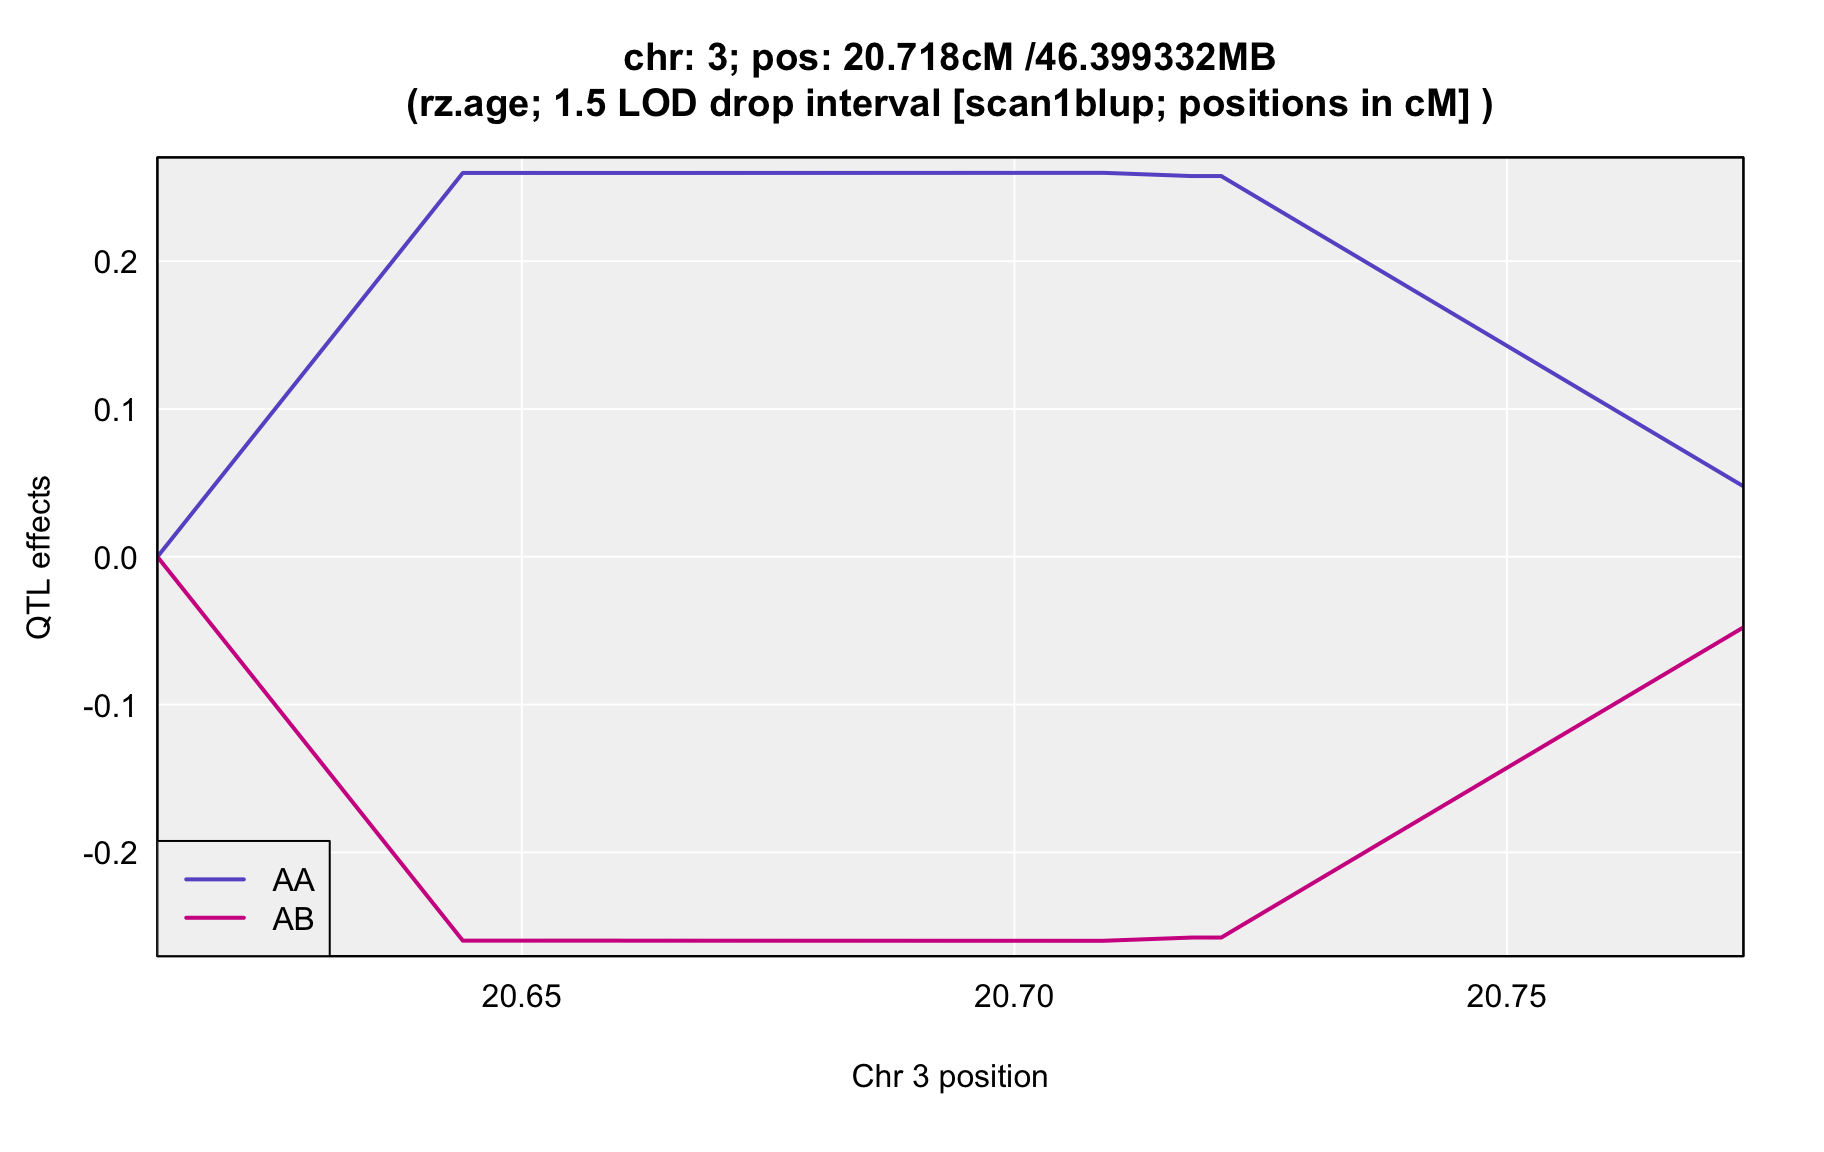 chr: 3; pos: 20.718cM /46.399332MB
(rz.age; 1.5 LOD drop interval [scan1blup; positions in cM] )
QTL effects
0.2
0.1
0.0
-0.1
-0.2
AA
AB
20.65
20.70
20.75
Chr 3 position